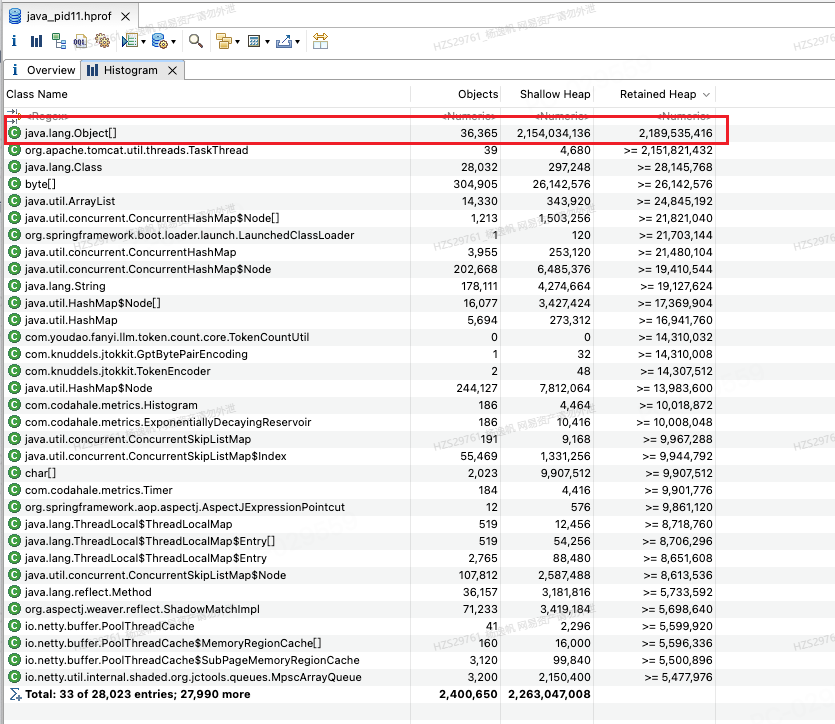 java_pid11.hprof
Overview Histogram
Class Name Objects Shallow Heap Retained Heap
<Regex> <Numeric> <Numeric> <Numeric>
java.lang.Object[] 36,365 2,154,034,136 2,189,535,416
org.apache.tomcat.util.threads.TaskThread 39 4,680 >= 2,151,821,432
java.lang.Class 28,032 297,248 >= 28,145,768
byte[] 304,905 26,142,576 >= 26,142,576
java.util.ArrayList 14,330 343,920 >= 24,845,192
java.util.concurrent.ConcurrentHashMap$Node[] 1,213 1,503,256 >= 21,821,040
org.springframework.boot.loader.launch.LaunchedClassLoader 1 120 >= 21,703,144
java.util.concurrent.ConcurrentHashMap 3,955 253,120 >= 21,480,104
java.util.concurrent.ConcurrentHashMap$Node 202,668 6,485,376 >= 19,410,544
java.lang.String 178,111 4,274,664 >= 19,127,624
java.util.HashMap$Node[] 16,077 3,427,424 >= 17,369,904
java.util.HashMap 5,694 273,312 >= 16,941,760
com.youdao.fanyi.llm.token.count.core.TokenCountUtil 0 0 >= 14,310,032
com.knuddels.jtokkit.GptBytePairEncoding 1 32 >= 14,310,008
com.knuddels.jtokkit.TokenEncoder 2 48 >= 14,307,512
java.util.HashMap$Node 244,127 7,812,064 >= 13,983,600
com.codahale.metrics.Histogram 186 4,464 >= 10,018,872
com.codahale.metrics.ExponentiallyDecayingReservoir 186 10,416 >= 10,008,048
java.util.concurrent.ConcurrentSkipListMap 191 9,168 >= 9,967,288
java.util.concurrent.ConcurrentSkipListMap$Index 55,469 1,331,256 >= 9,944,792
char[] 2,023 9,907,512 >= 9,907,512
com.codahale.metrics.Timer 184 4,416 >= 9,901,776
org.springframework.aop.aspectj.AspectJExpressionPointcut 12 576 >= 9,861,120
java.lang.ThreadLocal$ThreadLocalMap 519 12,456 >= 8,718,760
java.lang.ThreadLocal$ThreadLocalMap$Entry[] 519 54,256 >= 8,706,296
java.lang.ThreadLocal$ThreadLocalMap$Entry 2,765 88,480 >= 8,651,608
java.util.concurrent.ConcurrentSkipListMap$Node 107,812 2,587,488 >= 8,613,536
java.lang.reflect.Method 36,157 3,181,816 >= 5,733,592
org.aspectj.weaver.reflect.ShadowMatchImpl 71,233 3,419,184 >= 5,698,640
io.netty.buffer.PoolThreadCache 41 2,296 >= 5,599,920
io.netty.buffer.PoolThreadCache$MemoryRegionCache[] 160 16,000 >= 5,596,336
io.netty.buffer.PoolThreadCache$SubPageMemoryRegionCache 3,120 99,840 >= 5,500,896
io.netty.util.internal.shaded.org.jctools.queues.MpscArrayQueue 3,200 2,150,400 >= 5,477,976
Total: 33 of 28,023 entries; 27,990 more 2,400,650 2,263,047,008